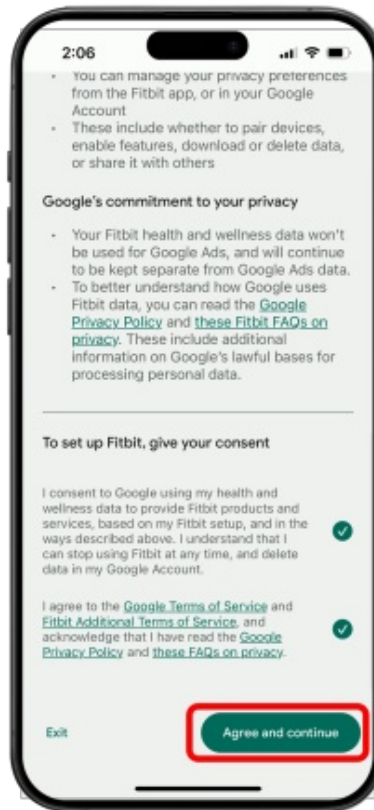 2:06
You can manage your privacy preferences
from the Fitbit app, or in your Google
Account
These include whether to pair devices,
enable features, download or delete data,
or share it with others
Google's commitment to your privacy
Your Fitbit health and wellness data won't
be used for Google Ads, and will continue
to be kept separate from Google Ads data.
To better understand how Google uses
Fitbit data, you can read the Google
Privacy Policy and these Fitbit FAQs on
privacy. These include additional
information on Google's lawful bases for
processing personal data.
To set up Fitbit, give your consent
I consent to Google using my health and
wellness data to provide Fitbit products and
services, based on my Fitbit setup, and in the
ways described above. I understand that I
can stop using Fitbit at any time, and delete
data in my Google Account.
I agree to the Google Terms of Service and
Fitbit Additional Terms of Service, and
acknowledge that I have read the Google
Privacy Policy and these FAQs on privacy.
Exit
Agree and continue